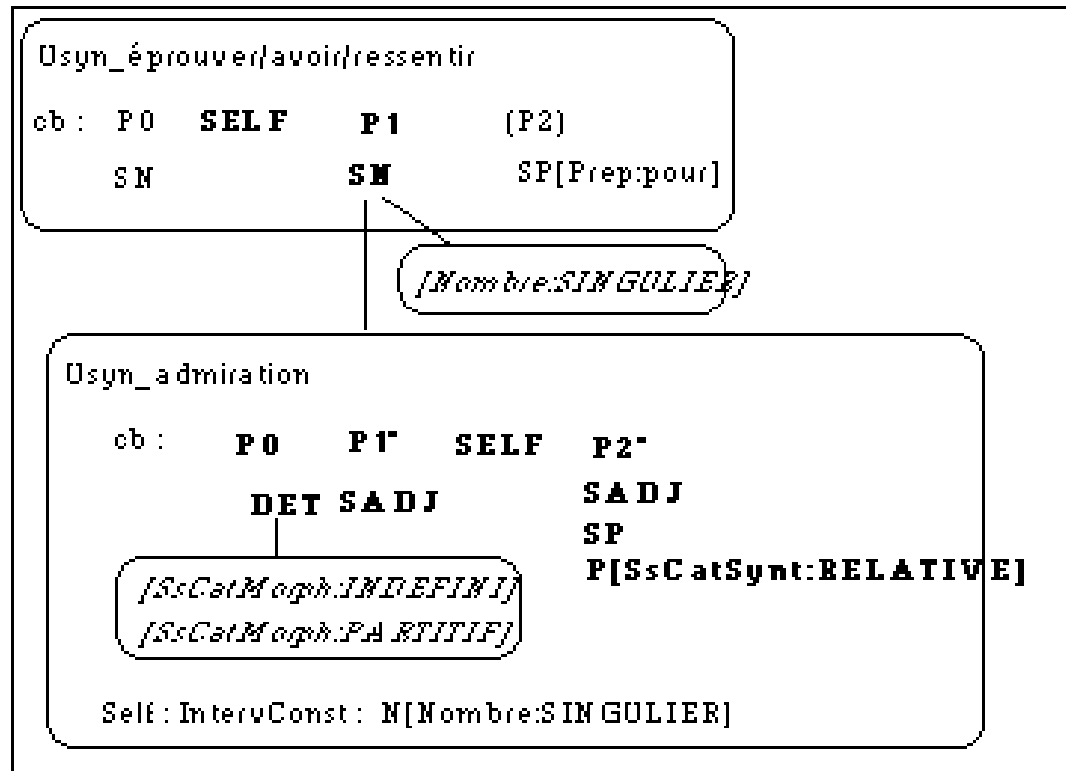 Usyn_éprouver/avoir/ressentir
cb : P0 SELF P1 (P2)
SN SN SP[Prep:pour]
[Nombre:SINGULIER]
Usyn_admiration
cb : P0 P1* SELF P2*
DET SADJ SADJ
SP
P[SsCatSynt:RELATIVE]
[SsCatMorph:INDEFINI]
[SsCatMorph:PARTITIF]
Self : IntervConst : N[Nombre:SINGULIER]